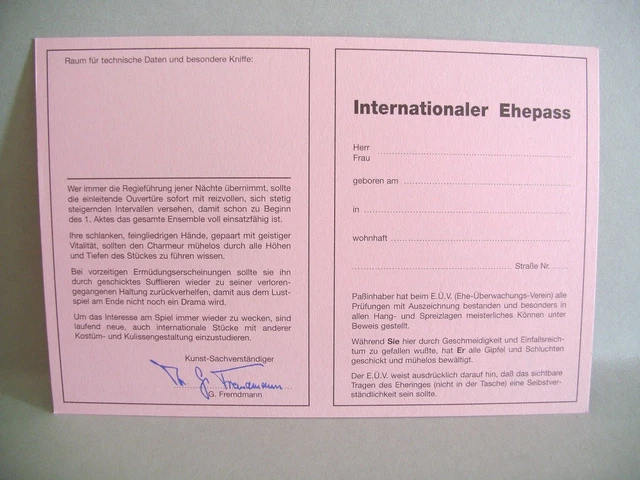 Raum für technische Daten und besondere Kniffe:
Wer immer die Regieführung jener Nächte übernimmt, sollte
die einleitende Ouvertüre sofort mit reizvollen, sich stetig
steigernden Intervallen versehen, damit schon zu Beginn
des 1. Aktes das gesamte Ensemble voll einsatzfähig ist.
Ihre schlanken, feingliedrigen Hände, gepaart mit geistiger
Vitalität, sollten den Charmeur mühelos durch alle Höhen
und Tiefen des Stückes zu führen wissen.
Bei vorzeitigen Ermüdungserscheinungen sollte sie ihn
durch geschicktes Sufflieren wieder zu seiner verloren-
gegangenen Haltung zurückverhelfen, damit aus dem Lust-
spiel am Ende nicht noch ein Drama wird.
Um das Interesse am Spiel immer wieder zu wecken, sind
laufend neue, auch internationale Stücke mit anderer
Kostüm- und Kulissengestaltung einzustudieren.
Kunst-Sachverständiger
G. Fremdmann
Internationaler Ehepass
Herr
Frau
geboren am
in
wohnhaft
Straße Nr.
Paßinhaber hat beim E.Ü.V. (Ehe-Überwachungs-Verein) alle
Prüfungen mit Auszeichnung bestanden und besonders in
allen Hang- und Spreizlagen meisterliches Können unter
Beweis gestellt.
Während Sie hier durch Geschmeidigkeit und Einfallsreich-
tum zu gefallen wußte, hat Er alle Gipfel und Schluchten
geschickt und mühelos bewältigt.
Der E.Ü.V. weist ausdrücklich darauf hin, daß das sichtbare
Tragen des Eheringes (nicht in der Tasche) eine Selbstver-
ständlichkeit sein sollte.